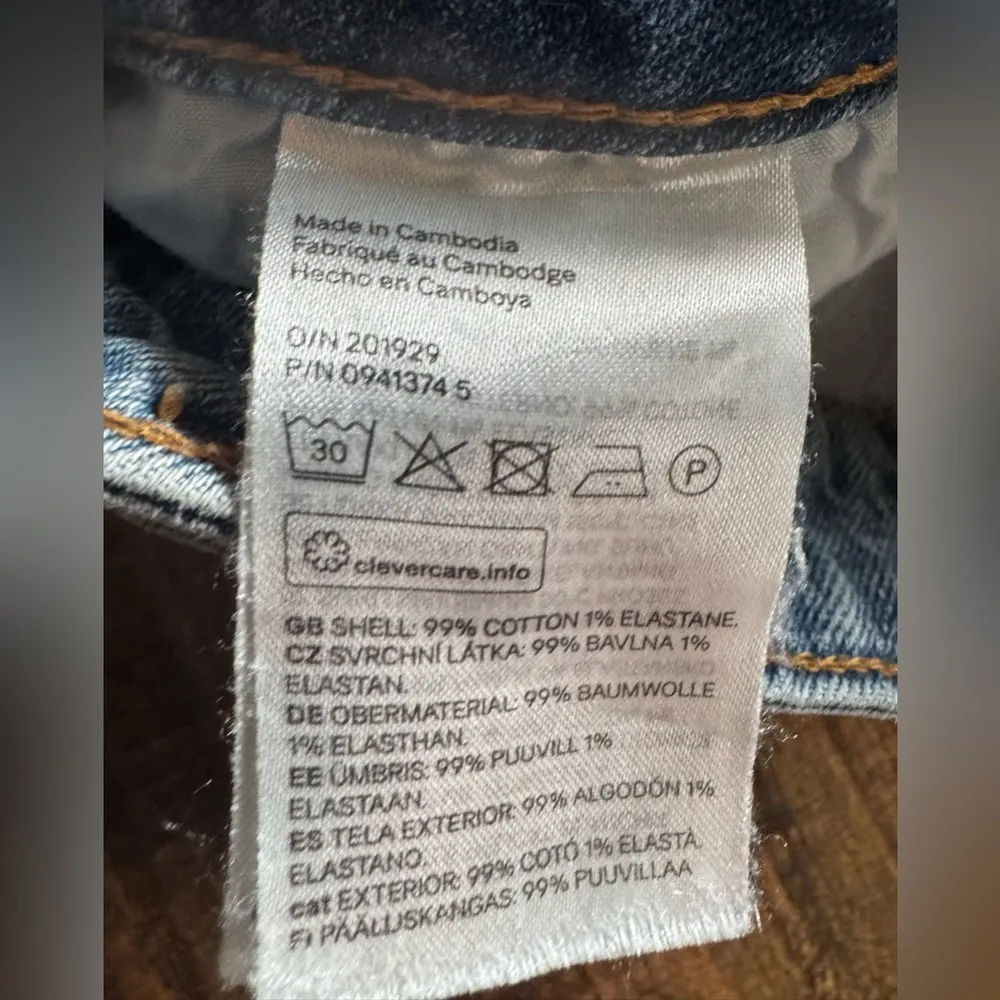 Made in Cambodia
Fabriqué au Cambodge
Hecho en Camboya
O/N 201929
P/N 0941374 5
30
P
clevercare.info
GB SHELL: 99% COTTON 1% ELASTANE.
CZ SVRCHNÍ LÁTKA: 99% BAVLNA 1%
ELASTAN.
DE OBERMATERIAL: 99% BAUMWOLLE
1% ELASTHAN.
EE ÜMBRIS: 99% PUUVILL 1%
ELASTAAN.
ES TELA EXTERIOR: 99% ALGODÓN 1%
ELASTANO.
cat EXTERIOR: 99% COTÓ 1% ELASTÀ.
FI PÄÄLLISKANGAS: 99% PUUVILLAA